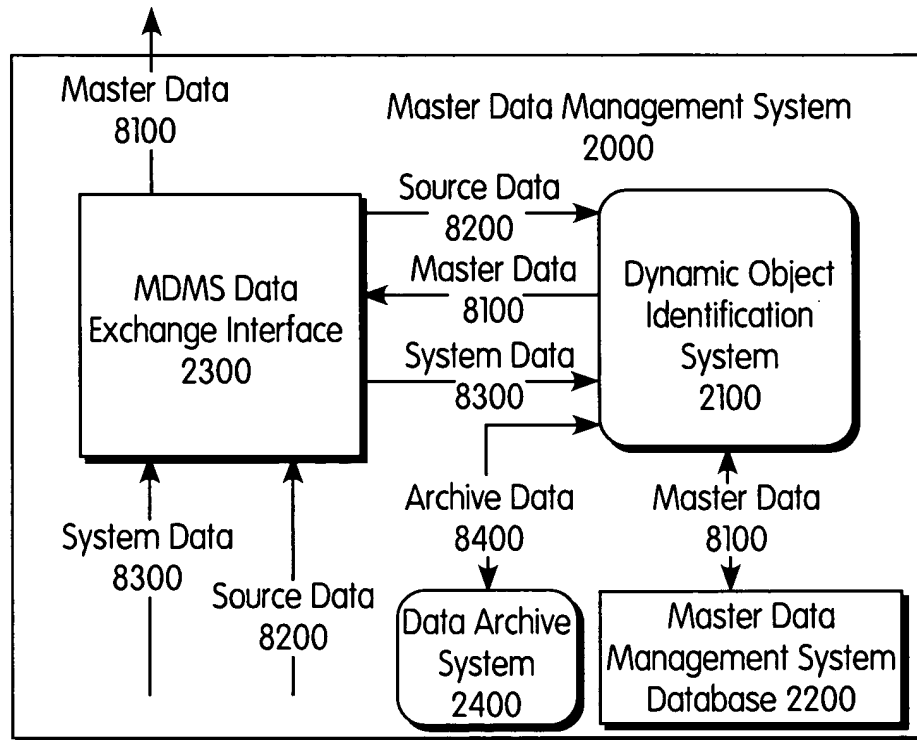 Master Data
8100
Master Data Management System
2000
Source Data
8200
Master Data
8100
System Data
8300
MDMS Data
Exchange Interface
2300
Dynamic Object
Identification
System
2100
System Data
8300
Source Data
8200
Archive Data
8400
Master Data
8100
Data Archive
System
2400
Master Data
Management System
Database 2200